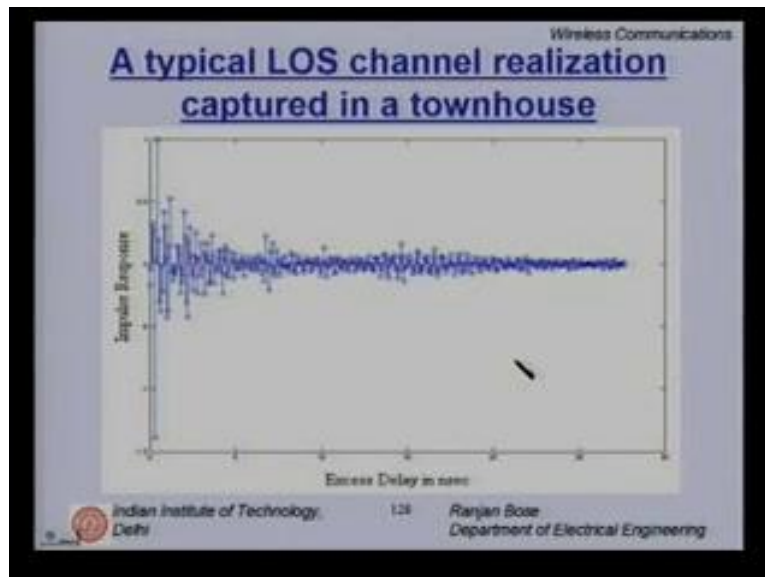 Wireless Communications
A typical LOS channel realization
captured in a townhouse
Impulse Response
Excess Delay in nsec
Indian Institute of Technology,
Delhi
128
Ranjan Bose
Department of Electrical Engineering